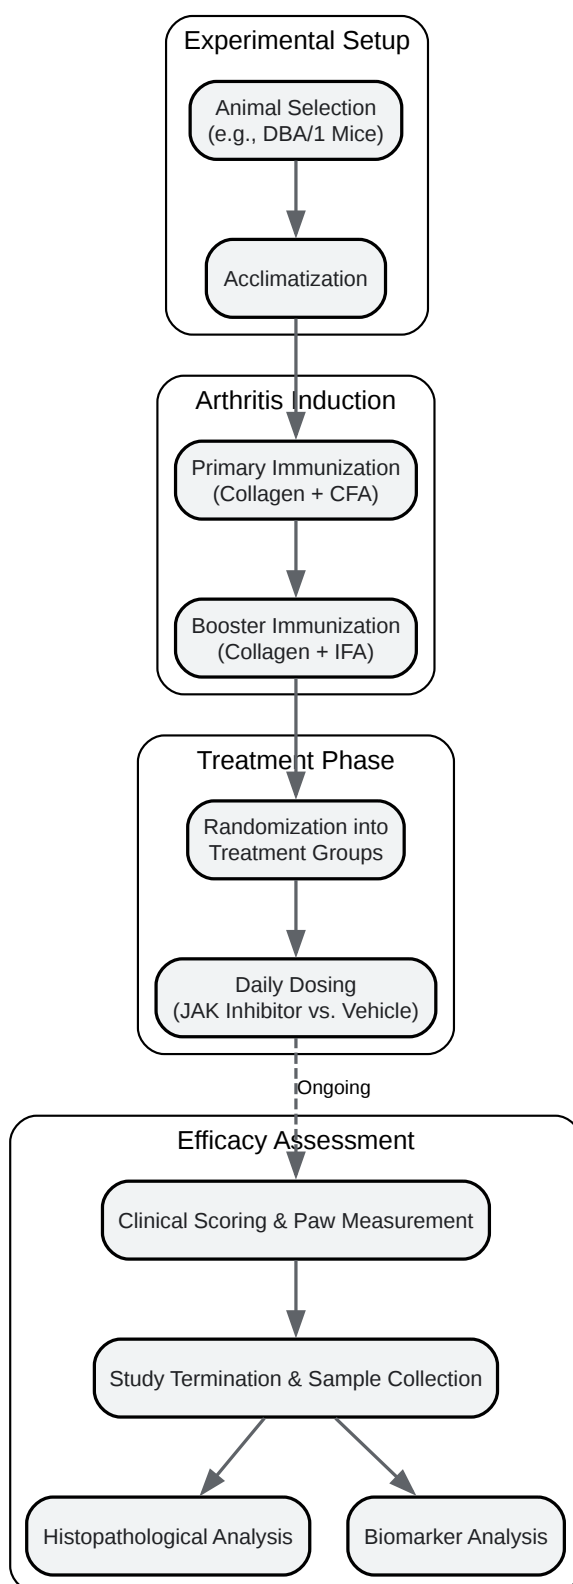 Experimental Setup
Animal Selection
(e.g., DBA/1 Mice)
Acclimatization
Arthritis Induction
Primary Immunization
(Collagen + CFA)
Booster Immunization
(Collagen + IFA)
Treatment Phase
Randomization into
Treatment Groups
Daily Dosing
(JAK Inhibitor vs. Vehicle)
Ongoing
Efficacy Assessment
Clinical Scoring & Paw Measurement
Study Termination & Sample Collection
Histopathological Analysis
Biomarker Analysis